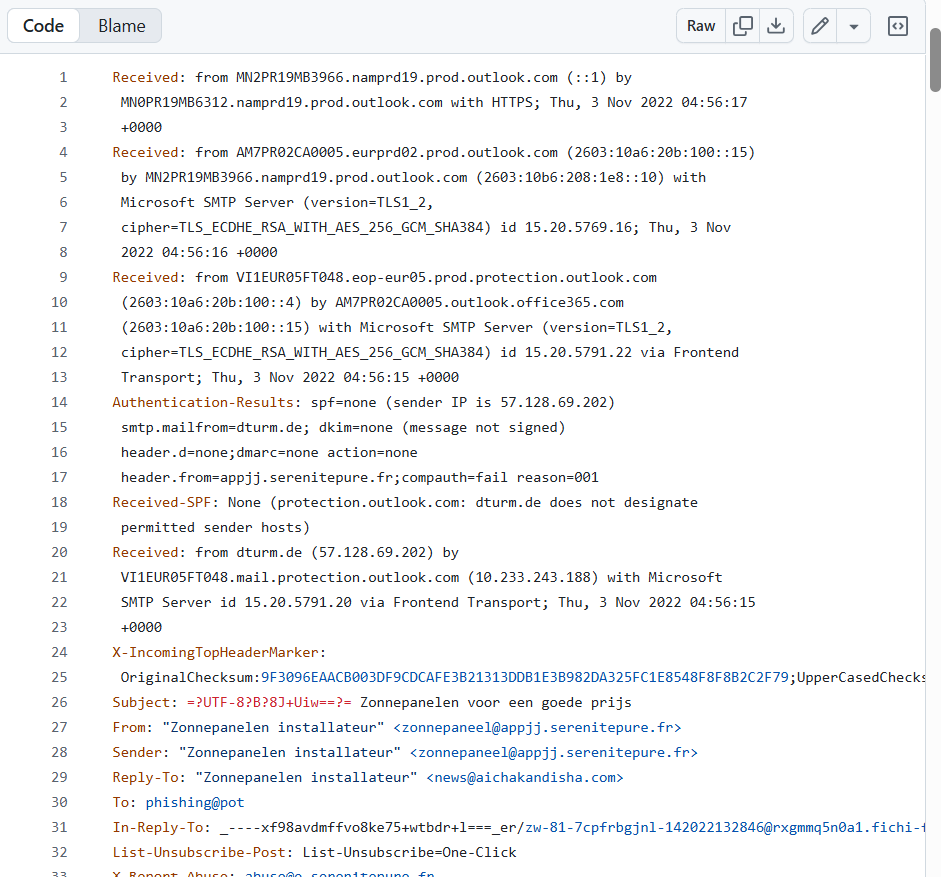 Code Blame Raw
1 Received: from MN2PR19MB3966.namprd19.prod.outlook.com (::1) by
2 MN0PR19MB6312.namprd19.prod.outlook.com with HTTPS; Thu, 3 Nov 2022 04:56:17
3 +0000
4 Received: from AM7PR02CA0005.eurprd02.prod.outlook.com (2603:10a6:20b:100::15)
5 by MN2PR19MB3966.namprd19.prod.outlook.com (2603:10b6:208:1e8::10) with
6 Microsoft SMTP Server (version=TLS1_2,
7 cipher=TLS_ECDHE_RSA_WITH_AES_256_GCM_SHA384) id 15.20.5769.16; Thu, 3 Nov
8 2022 04:56:16 +0000
9 Received: from VI1EUR05FT048.eop-eur05.prod.protection.outlook.com
10 (2603:10a6:20b:100::4) by AM7PR02CA0005.outlook.office365.com
11 (2603:10a6:20b:100::15) with Microsoft SMTP Server (version=TLS1_2,
12 cipher=TLS_ECDHE_RSA_WITH_AES_256_GCM_SHA384) id 15.20.5791.22 via Frontend
13 Transport; Thu, 3 Nov 2022 04:56:15 +0000
14 Authentication-Results: spf=none (sender IP is 57.128.69.202)
15 smtp.mailfrom=dturm.de; dkim=none (message not signed)
16 header.d=none;dmarc=none action=none
17 header.from=appjj.serenitepure.fr;compauth=fail reason=001
18 Received-SPF: None (protection.outlook.com: dturm.de does not designate
19 permitted sender hosts)
20 Received: from dturm.de (57.128.69.202) by
21 VI1EUR05FT048.mail.protection.outlook.com (10.233.243.188) with Microsoft
22 SMTP Server id 15.20.5791.20 via Frontend Transport; Thu, 3 Nov 2022 04:56:15
23 +0000
24 X-IncomingTopHeaderMarker:
25 OriginalChecksum:9F3096EAACB003DF9CDCAFE3B21313DDB1E3B982DA325FC1E8548F8F8B2C2F79;UpperCasedChecks
26 Subject: =?UTF-8?B?8J+Uiw==?= Zonnepanelen voor een goede prijs
27 From: "Zonnepanelen installateur" <zonnepaneel@appjj.serenitepure.fr>
28 Sender: "Zonnepanelen installateur" <zonnepaneel@appjj.serenitepure.fr>
29 Reply-To: "Zonnepanelen installateur" <news@aichakandisha.com>
30 To: phishing@pot
31 In-Reply-To: _----xf98avdmffvo8ke75+wtbdr+l===_er/zw-81-7cpfrbgjnl-142022132846@rxgmmq5n0a1.fichi-f
32 List-Unsubscribe-Post: List-Unsubscribe=One-Click
33 X-Report-Abuse: abuse@e.serenitepure.fr